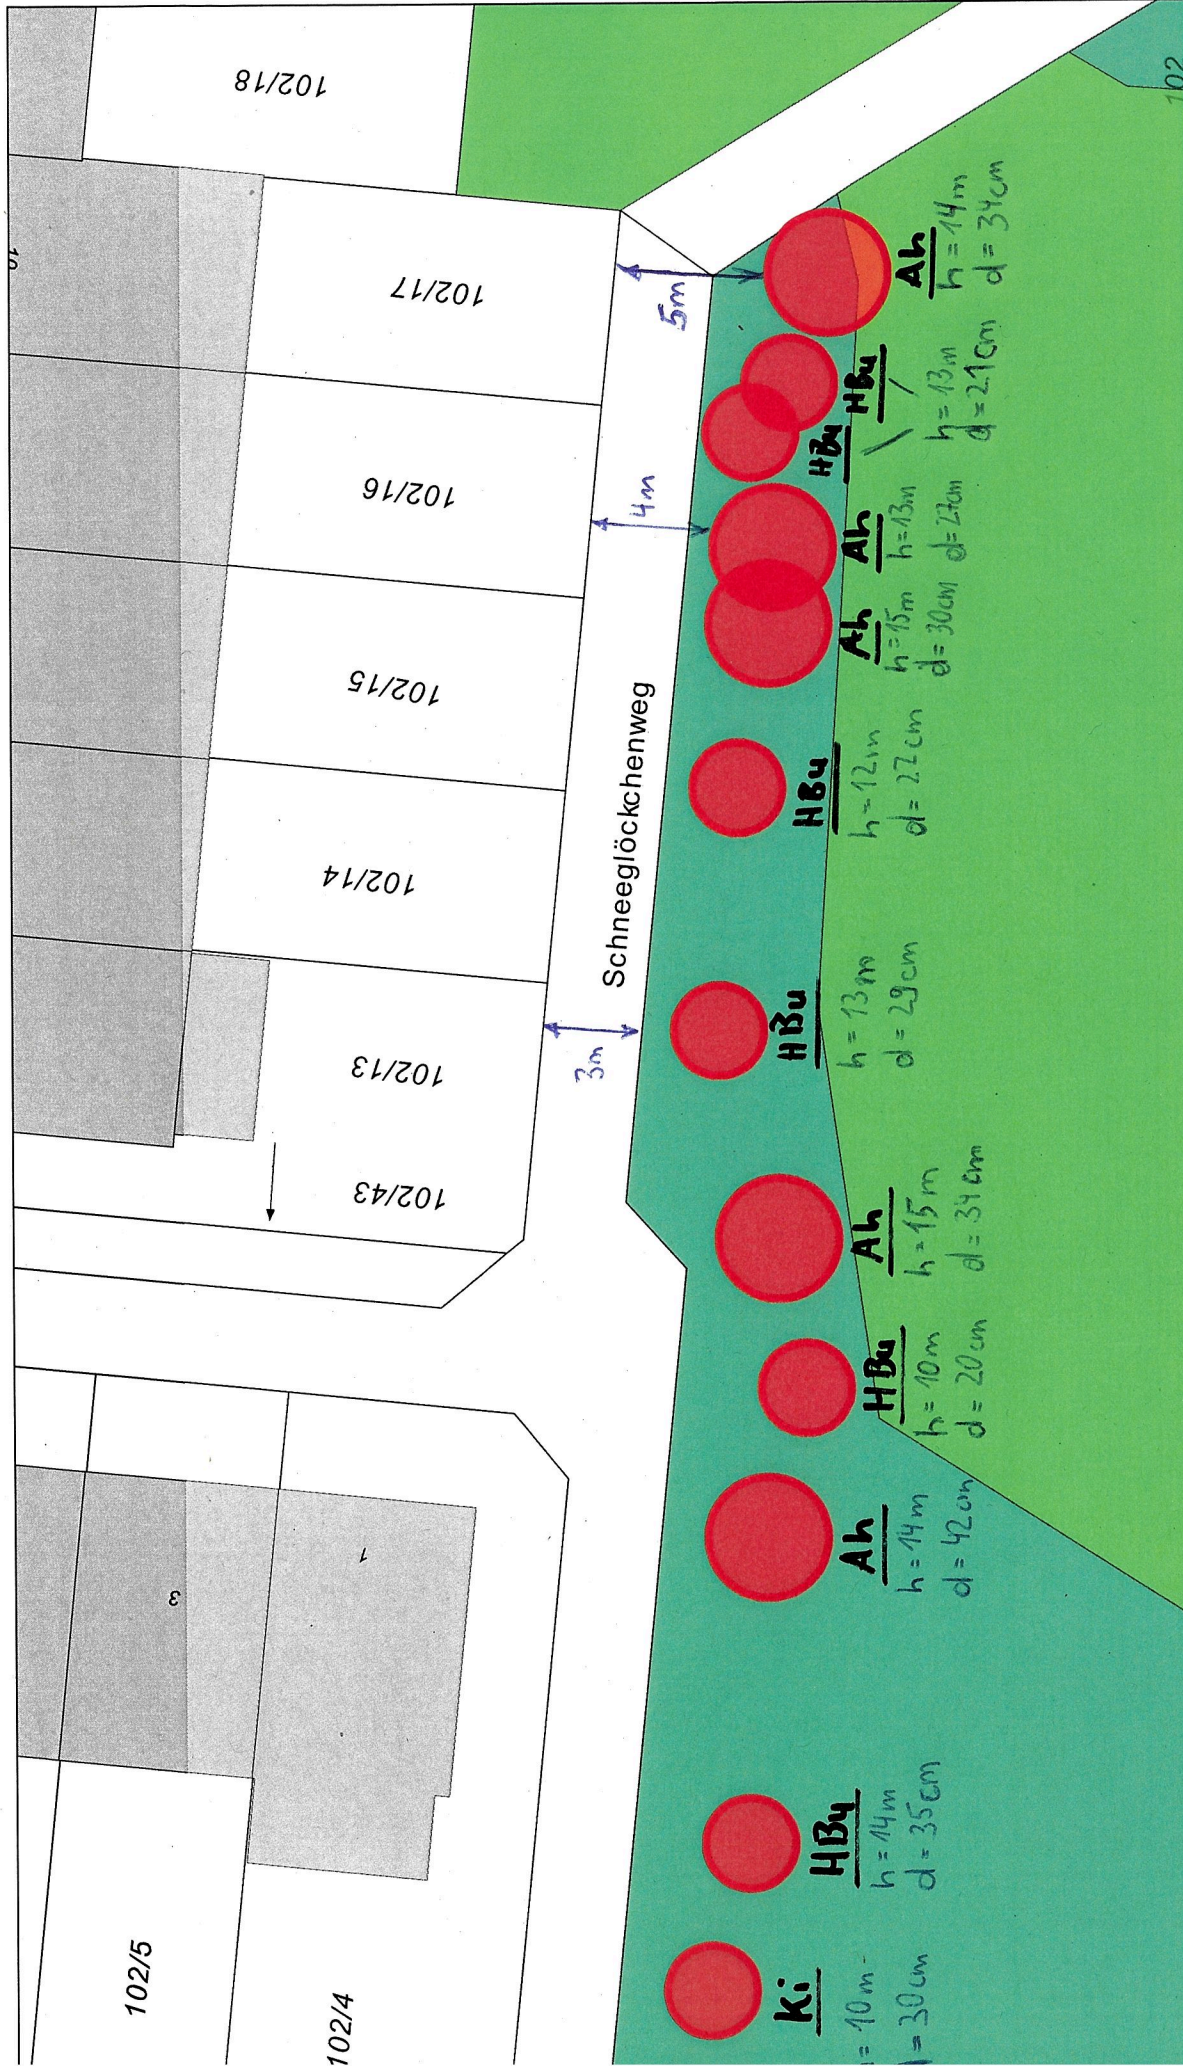 102/18
10
102/17
102/16
102/15
102/14
102/13
102/43
102/5
102/4
3
1
102
Schneeglöckchenweg
5m
4m
3m
Ah
h = 14m
d = 34cm
HBu
HBu
h = 13m
d = 21cm
Ah
h = 13m
d = 27cm
Ah
h = 15m
d = 30cm
HBu
h = 12m
d = 27cm
HBu
h = 13m
d = 29cm
Ah
h = 15m
d = 34cm
HBu
h = 10m
d = 20cm
Ah
h = 14m
d = 42cm
HBu
h = 14m
d = 35cm
Ki
= 10m
= 30cm